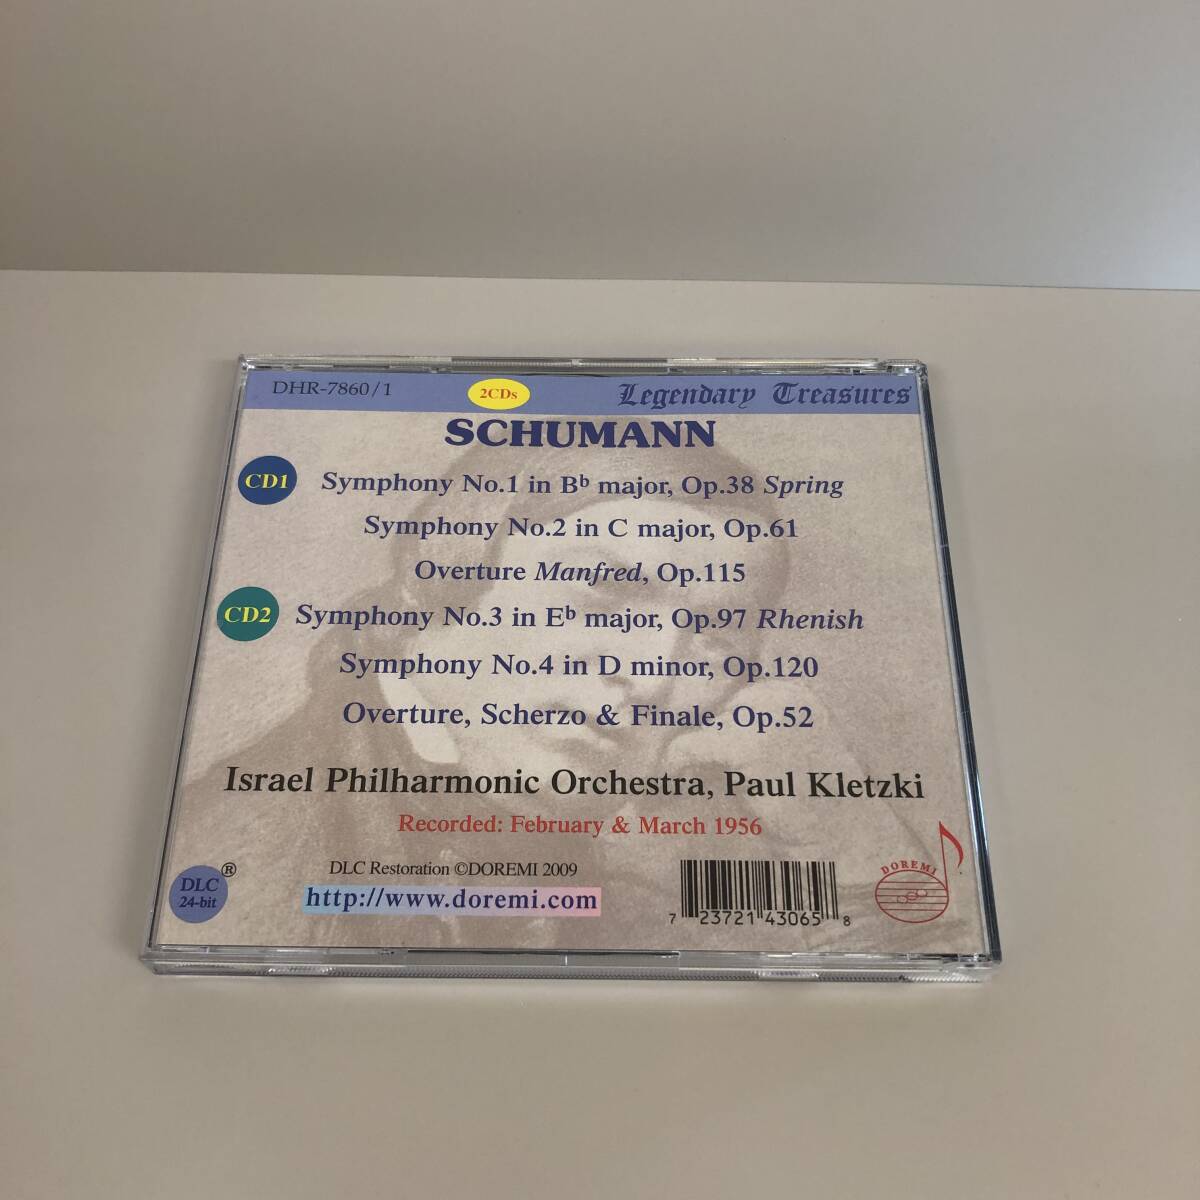 DHR-7860/1 2CDs Legendary Treasures
SCHUMANN
CD1 Symphony No.1 in B♭ major, Op.38 Spring
Symphony No.2 in C major, Op.61
Overture Manfred, Op.115
CD2 Symphony No.3 in E♭ major, Op.97 Rhenish
Symphony No.4 in D minor, Op.120
Overture, Scherzo & Finale, Op.52
Israel Philharmonic Orchestra, Paul Kletzki
Recorded: February & March 1956
DLC Restoration ©DOREMI 2009
http://www.doremi.com
DLC ®
24-bit
7 23721 43065 8
DOREMI